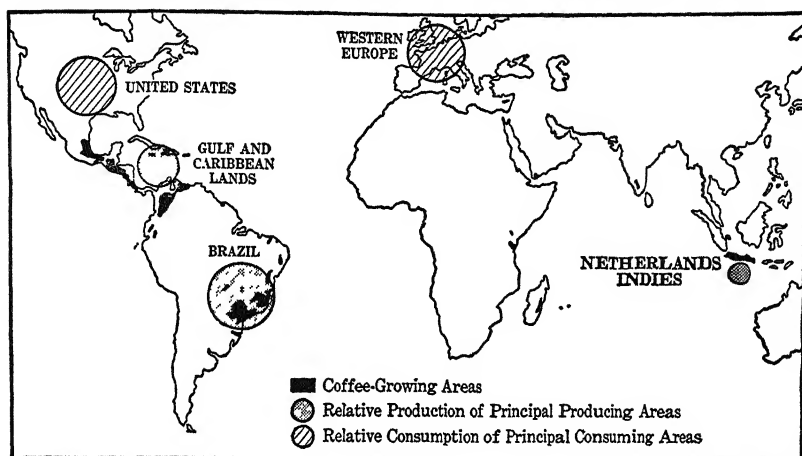 WESTERN
EUROPE
UNITED STATES
GULF AND
CARIBBEAN
LANDS
BRAZIL
NETHERLANDS
INDIES
Coffee-Growing Areas
Relative Production of Principal Producing Areas
Relative Consumption of Principal Consuming Areas